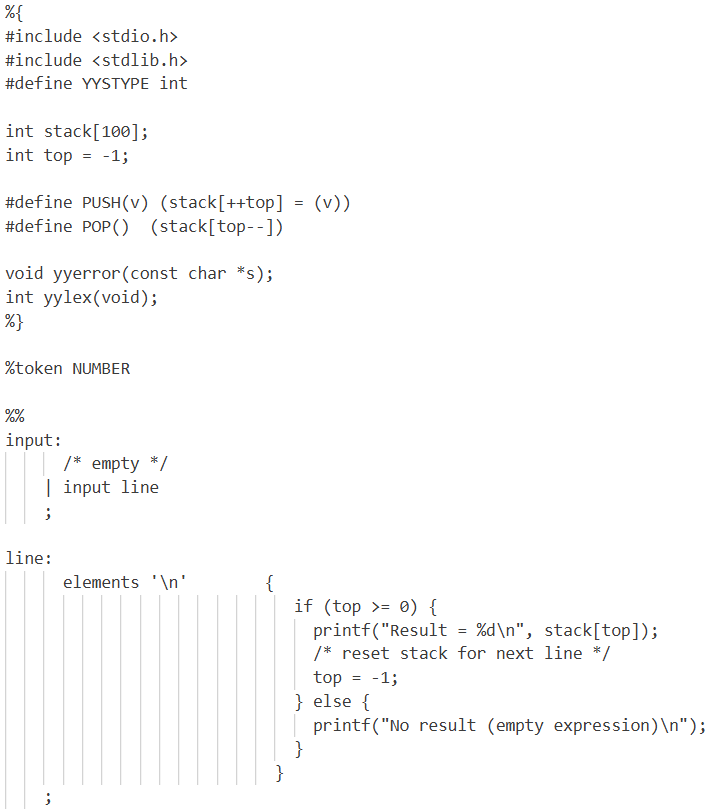 %{
#include <stdio.h>
#include <stdlib.h>
#define YYSTYPE int

int stack[100];
int top = -1;

#define PUSH(v) (stack[++top] = (v))
#define POP()  (stack[top--])

void yyerror(const char *s);
int yylex(void);
%}

%token NUMBER

%%
input:
      /* empty */
    | input line
    ;

line:
      elements '\n'        {
                              if (top >= 0) {
                                printf("Result = %d\n", stack[top]);
                                /* reset stack for next line */
                                top = -1;
                              } else {
                                printf("No result (empty expression)\n");
                              }
                            }
    ;